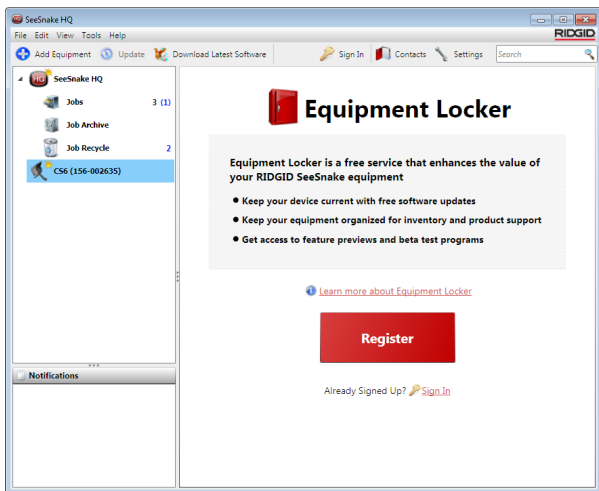 SeeSnake HQ
File Edit View Tools Help
RIDGID
Add Equipment Update Download Latest Software Sign In Contacts Settings Search
HQ SeeSnake HQ
Jobs 3 (1)
Job Archive
Job Recycle 2
CS6 (156-002635)
Notifications
Equipment Locker
Equipment Locker is a free service that enhances the value of
your RIDGID SeeSnake equipment
• Keep your device current with free software updates
• Keep your equipment organized for inventory and product support
• Get access to feature previews and beta test programs
Learn more about Equipment Locker
Register
Already Signed Up? Sign In